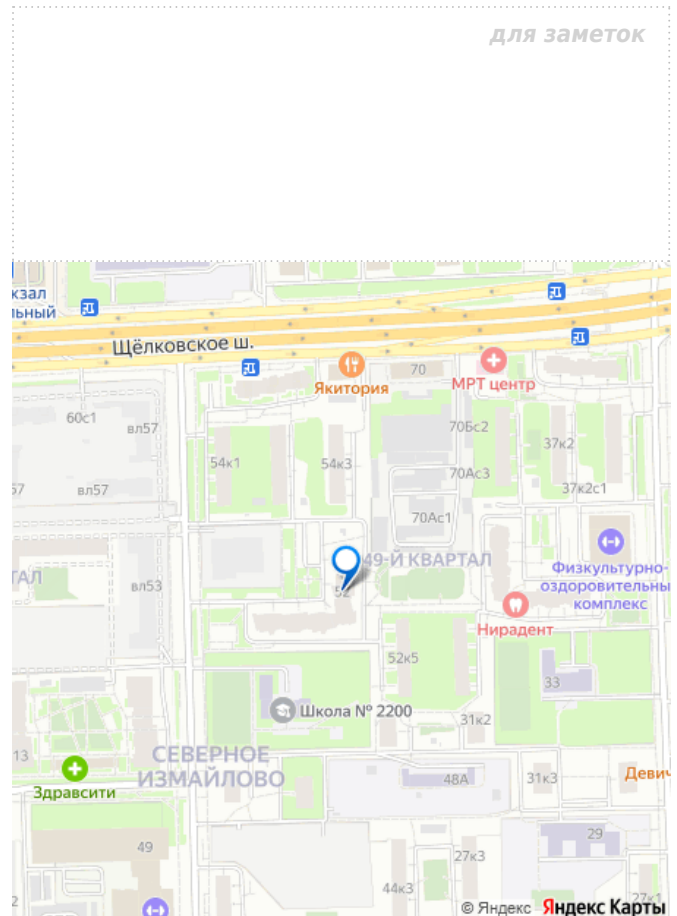 для заметок
кзал
льный
Щёлковское ш.
Якитория
70
МРТ центр
60с1
вл57
70Бс2
37к2
54к1
54к3
70Ас3
57
вл57
37к2с1
70Ас1
49-Й КВАРТАЛ
ТАЛ
вл53
52
Физкультурно-
оздоровительны
комплекс
Нирадент
52к5
33
Школа № 2200
31к2
13
СЕВЕРНОЕ
ИЗМАЙЛОВО
48А
31к3
Девич
Здравсити
29
49
27к3
44к3
27к1
© Яндекс Яндекс Карты